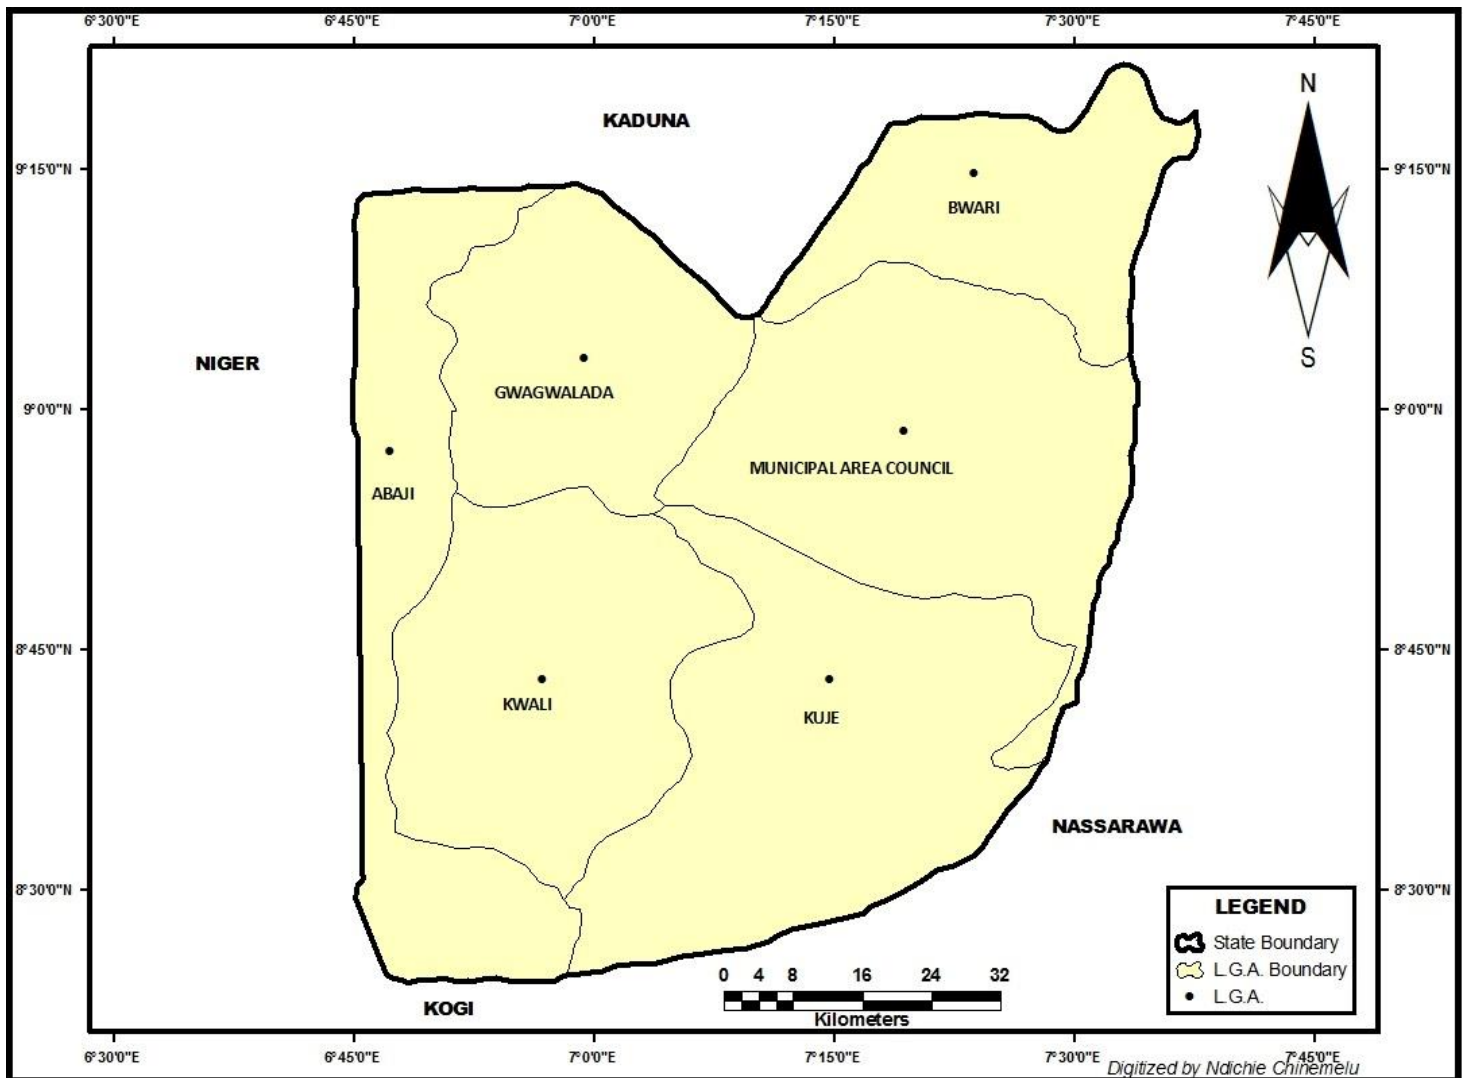 6°30'0"E 6°45'0"E 7°0'0"E 7°15'0"E 7°30'0"E 7°45'0"E
N
KADUNA
9°15'0"N 9°15'0"N
BWARI
S
NIGER
GWAGWALADA
9°0'0"N 9°0'0"N
MUNICIPAL AREA COUNCIL
ABAJI
8°45'0"N 8°45'0"N
KWALI
KUJE
NASSARAWA
8°30'0"N 8°30'0"N
LEGEND
State Boundary
L.G.A. Boundary
L.G.A.
0 4 8 16 24 32
Kilometers
KOGI
6°30'0"E 6°45'0"E 7°0'0"E 7°15'0"E 7°30'0"E 7°45'0"E
Digitized by Ndichie Chinemelu